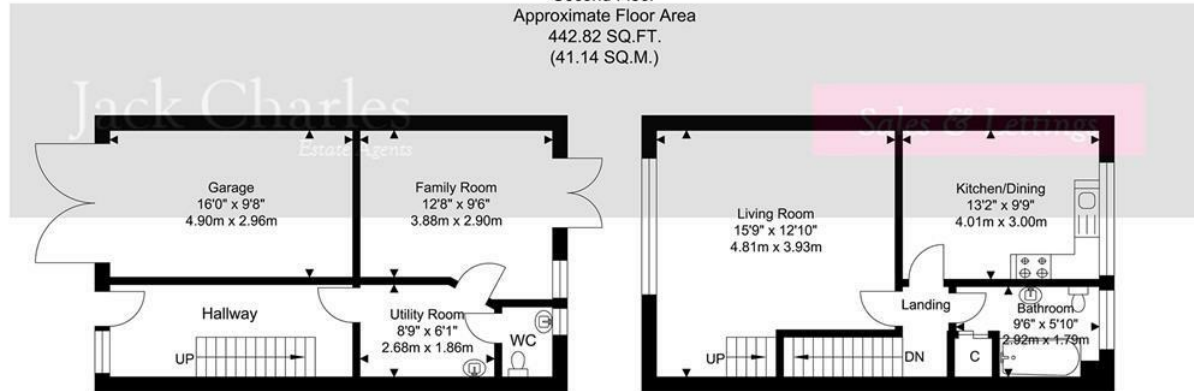 Approximate Floor Area
442.82 SQ.FT.
(41.14 SQ.M.)
Jack Charles
Estate Agents
Sales & Lettings
Garage
16'0" x 9'8"
4.90m x 2.96m
Family Room
12'8" x 9'6"
3.88m x 2.90m
Hallway
UP
Utility Room
8'9" x 6'1"
2.68m x 1.86m
WC
Living Room
15'9" x 12'10"
4.81m x 3.93m
Kitchen/Dining
13'2" x 9'9"
4.01m x 3.00m
Landing
Bathroom
9'6" x 5'10"
2.92m x 1.79m
UP
DN
C